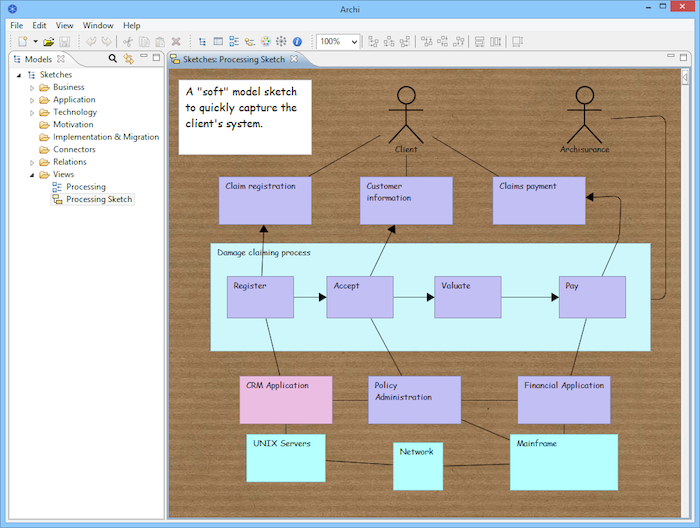 Archi
File Edit View Window Help
100%
Models
Sketches
Business
Application
Technology
Motivation
Implementation & Migration
Connectors
Relations
Views
Processing
Processing Sketch
Sketches: Processing Sketch
A "soft" model sketch
to quickly capture the
client's system.
Client
Archisurance
Claim registration
Customer
information
Claims payment
Damage claiming process
Register
Accept
Valuate
Pay
CRM Application
Policy
Administration
Financial Application
UNIX Servers
Network
Mainframe